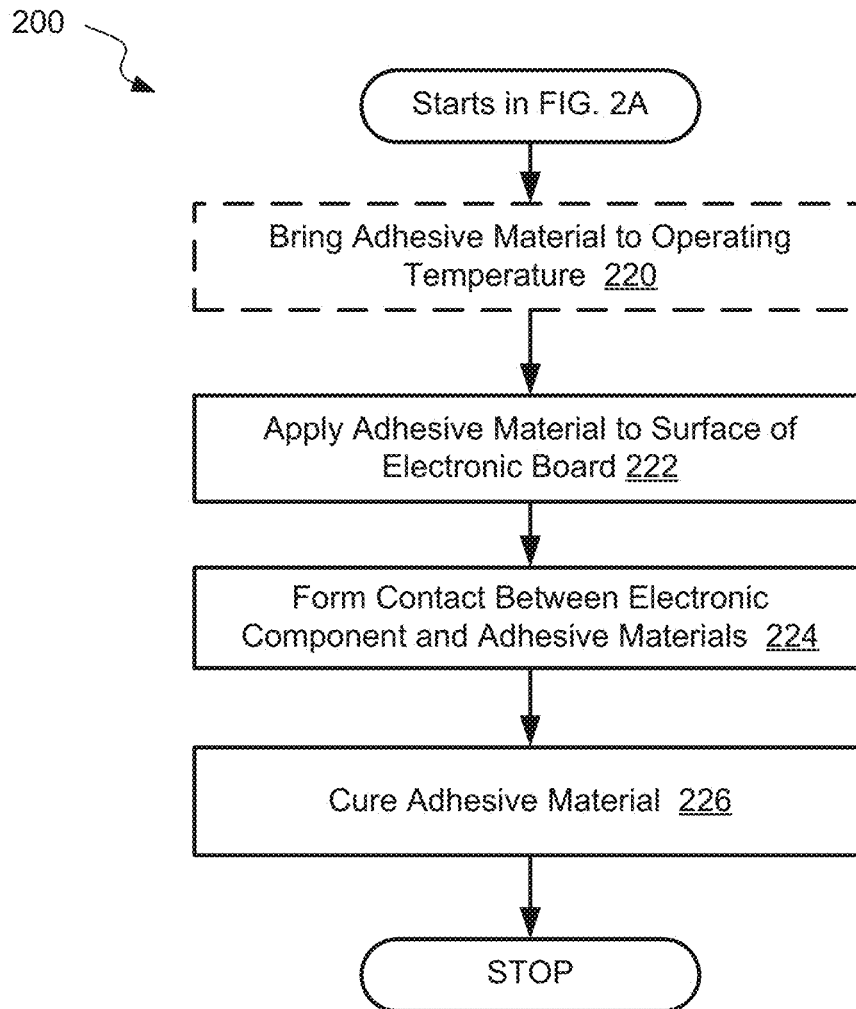 200
Starts in FIG. 2A
Bring Adhesive Material to Operating
Temperature 220
Apply Adhesive Material to Surface of
Electronic Board 222
Form Contact Between Electronic
Component and Adhesive Materials 224
Cure Adhesive Material 226
STOP